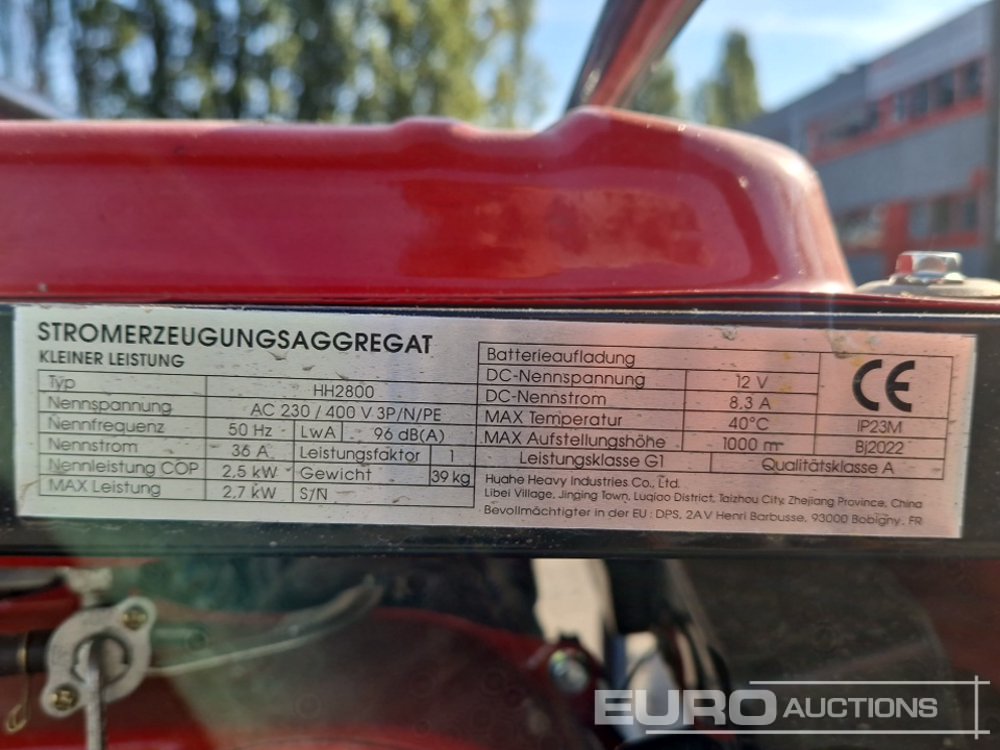 STROMERZEUGUNGSAGGREGAT
KLEINER LEISTUNG
Typ HH2800
Nennspannung AC 230 / 400 V 3P/N/PE
Nennfrequenz 50 Hz LwA 96 dB(A)
Nennstrom 36 A Leistungsfaktor 1
Nennleistung COP 2,5 kW Gewicht 39 kg
MAX Leistung 2,7 kW S/N
Batterieaufladung
DC-Nennspannung 12 V
DC-Nennstrom 8,3 A
MAX Temperatur 40°C IP23M
MAX Aufstellungshöhe 1000 m Bj2022
Leistungsklasse G1 Qualitätsklasse A
CE
Huahe Heavy Industries Co., Ltd.
Libei Village, Jinging Town, Luqiao District, Taizhou City, Zhejiang Province, China
Bevollmächtigter in der EU : DPS, 2AV Henri Barbusse, 93000 Bobigny, FR
EURO AUCTIONS